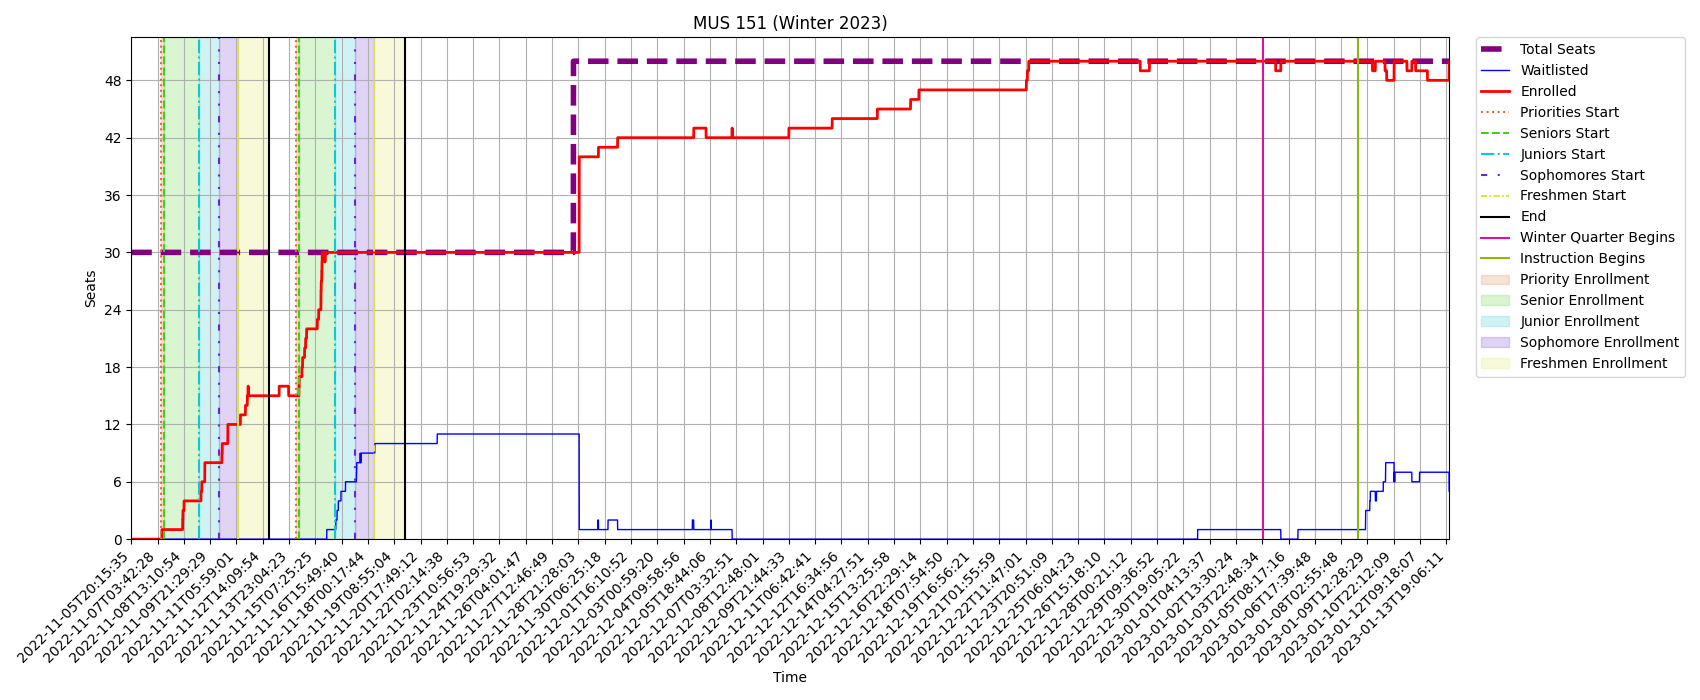 MUS 151 (Winter 2023)
Seats
48
42
36
30
24
18
12
6
0
2022-11-05T20:15:35
2022-11-07T03:42:28
2022-11-08T13:10:54
2022-11-09T21:29:29
2022-11-11T05:59:01
2022-11-12T14:09:54
2022-11-13T23:04:23
2022-11-15T07:25:25
2022-11-16T15:49:40
2022-11-18T00:17:44
2022-11-19T08:55:04
2022-11-20T17:49:12
2022-11-22T02:14:38
2022-11-23T10:56:53
2022-11-24T19:29:32
2022-11-26T04:01:47
2022-11-27T12:46:49
2022-11-28T21:28:03
2022-11-30T06:25:18
2022-12-01T16:10:52
2022-12-03T00:59:20
2022-12-04T09:58:56
2022-12-05T18:44:06
2022-12-07T03:32:51
2022-12-08T12:48:01
2022-12-09T21:44:33
2022-12-11T06:42:41
2022-12-12T16:34:56
2022-12-14T04:27:51
2022-12-15T13:25:58
2022-12-16T22:29:14
2022-12-18T07:54:50
2022-12-19T16:56:21
2022-12-21T01:55:59
2022-12-22T11:47:01
2022-12-23T20:51:09
2022-12-25T06:04:23
2022-12-26T15:18:10
2022-12-28T00:21:12
2022-12-29T09:36:52
2022-12-30T19:05:22
2023-01-01T04:13:37
2023-01-02T13:30:24
2023-01-03T22:48:34
2023-01-05T08:17:16
2023-01-06T17:39:48
2023-01-08T02:55:48
2023-01-09T12:28:29
2023-01-10T22:12:09
2023-01-12T09:18:07
2023-01-13T19:06:11
Time
Total Seats
Waitlisted
Enrolled
Priorities Start
Seniors Start
Juniors Start
Sophomores Start
Freshmen Start
End
Winter Quarter Begins
Instruction Begins
Priority Enrollment
Senior Enrollment
Junior Enrollment
Sophomore Enrollment
Freshmen Enrollment